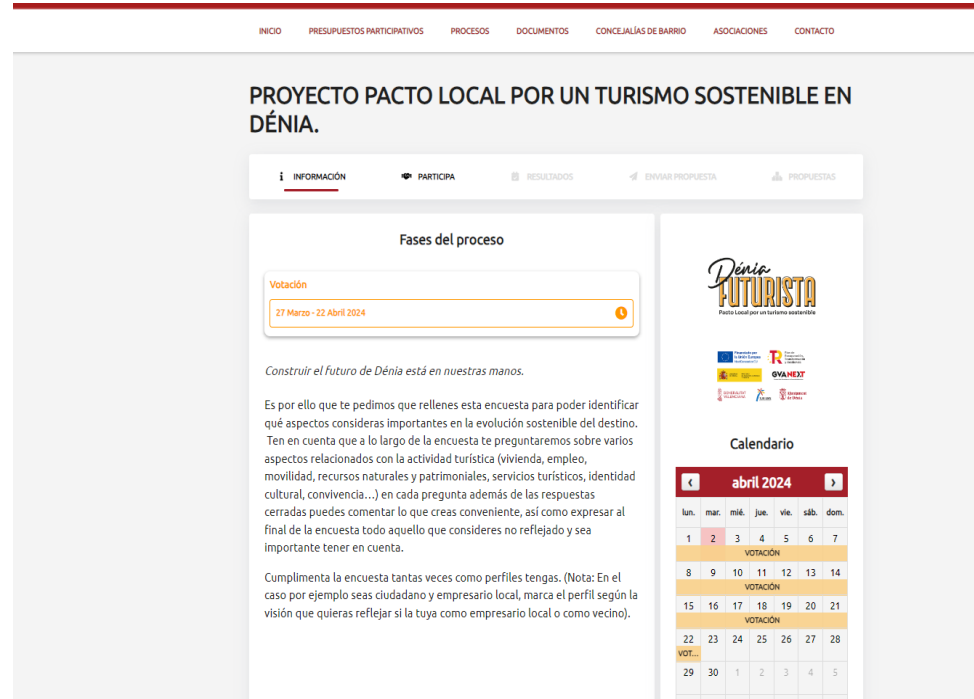 INICIO PRESUPUESTOS PARTICIPATIVOS PROCESOS DOCUMENTOS CONCEJALÍAS DE BARRIO ASOCIACIONES CONTACTO
PROYECTO PACTO LOCAL POR UN TURISMO SOSTENIBLE EN
DÉNIA.
INFORMACIÓN PARTICIPA RESULTADOS ENVIAR PROPUESTA PROPUESTAS
Fases del proceso
Votación
27 Marzo - 22 Abril 2024
Construir el futuro de Dénia está en nuestras manos.
Es por ello que te pedimos que rellenes esta encuesta para poder identificar
qué aspectos consideras importantes en la evolución sostenible del destino.
Ten en cuenta que a lo largo de la encuesta te preguntaremos sobre varios
aspectos relacionados con la actividad turística (vivienda, empleo,
movilidad, recursos naturales y patrimoniales, servicios turísticos, identidad
cultural, convivencia...) en cada pregunta además de las respuestas
cerradas puedes comentar lo que creas conveniente, así como expresar al
final de la encuesta todo aquello que consideres no reflejado y sea
importante tener en cuenta.
Cumplimenta la encuesta tantas veces como perfiles tengas. (Nota: En el
caso por ejemplo seas ciudadano y empresario local, marca el perfil según la
visión que quieras reflejar si la tuya como empresario local o como vecino).
Dénia
FUTURISTA
Pacto Local por un turismo sostenible
Financiado por
la Unión Europea
GVANEXT
GENERALITAT
VALENCIANA
Calendario
abril 2024
lun. mar. mié. jue. vie. sáb. dom.
1 2 3 4 5 6 7
VOTACIÓN
8 9 10 11 12 13 14
VOTACIÓN
15 16 17 18 19 20 21
VOTACIÓN
22 23 24 25 26 27 28
VOT...
29 30 1 2 3 4 5